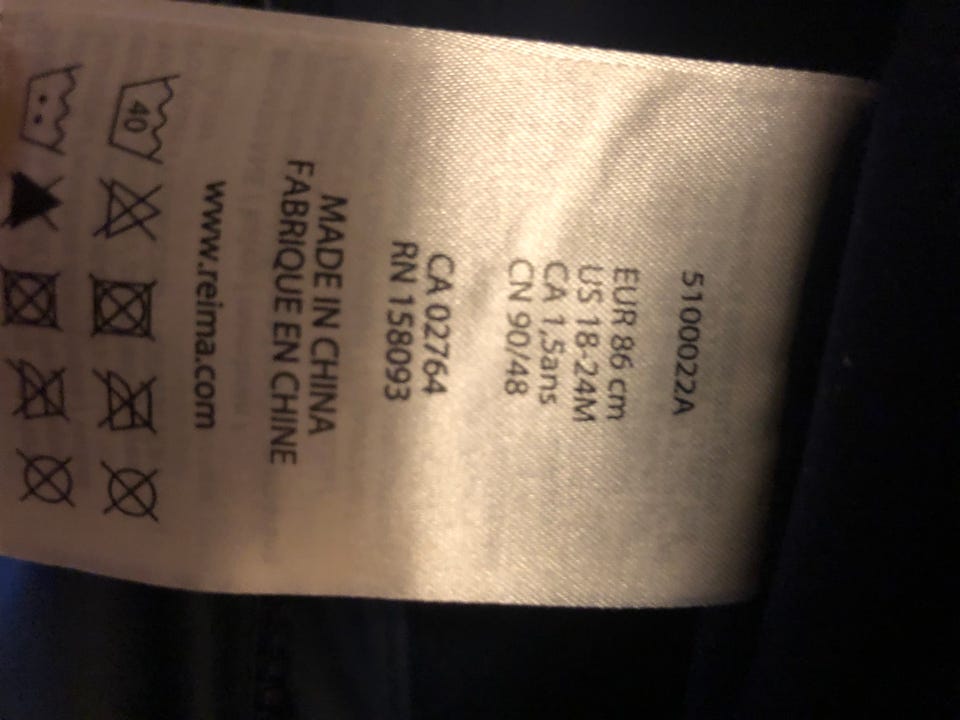 5100022A
EUR 86 cm
US 18-24M
CA 1,5ans
CN 90/48
CA 02764
RN 158093
MADE IN CHINA
FABRIQUE EN CHINE
www.reima.com
40